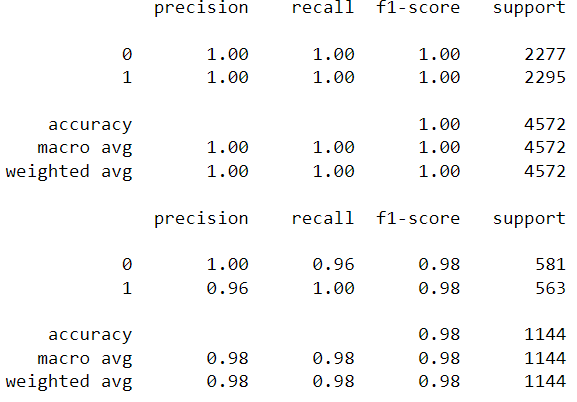 precision recall f1-score support
0 1.00 1.00 1.00 2277
1 1.00 1.00 1.00 2295
accuracy 1.00 4572
macro avg 1.00 1.00 1.00 4572
weighted avg 1.00 1.00 1.00 4572
precision recall f1-score support
0 1.00 0.96 0.98 581
1 0.96 1.00 0.98 563
accuracy 0.98 1144
macro avg 0.98 0.98 0.98 1144
weighted avg 0.98 0.98 0.98 1144